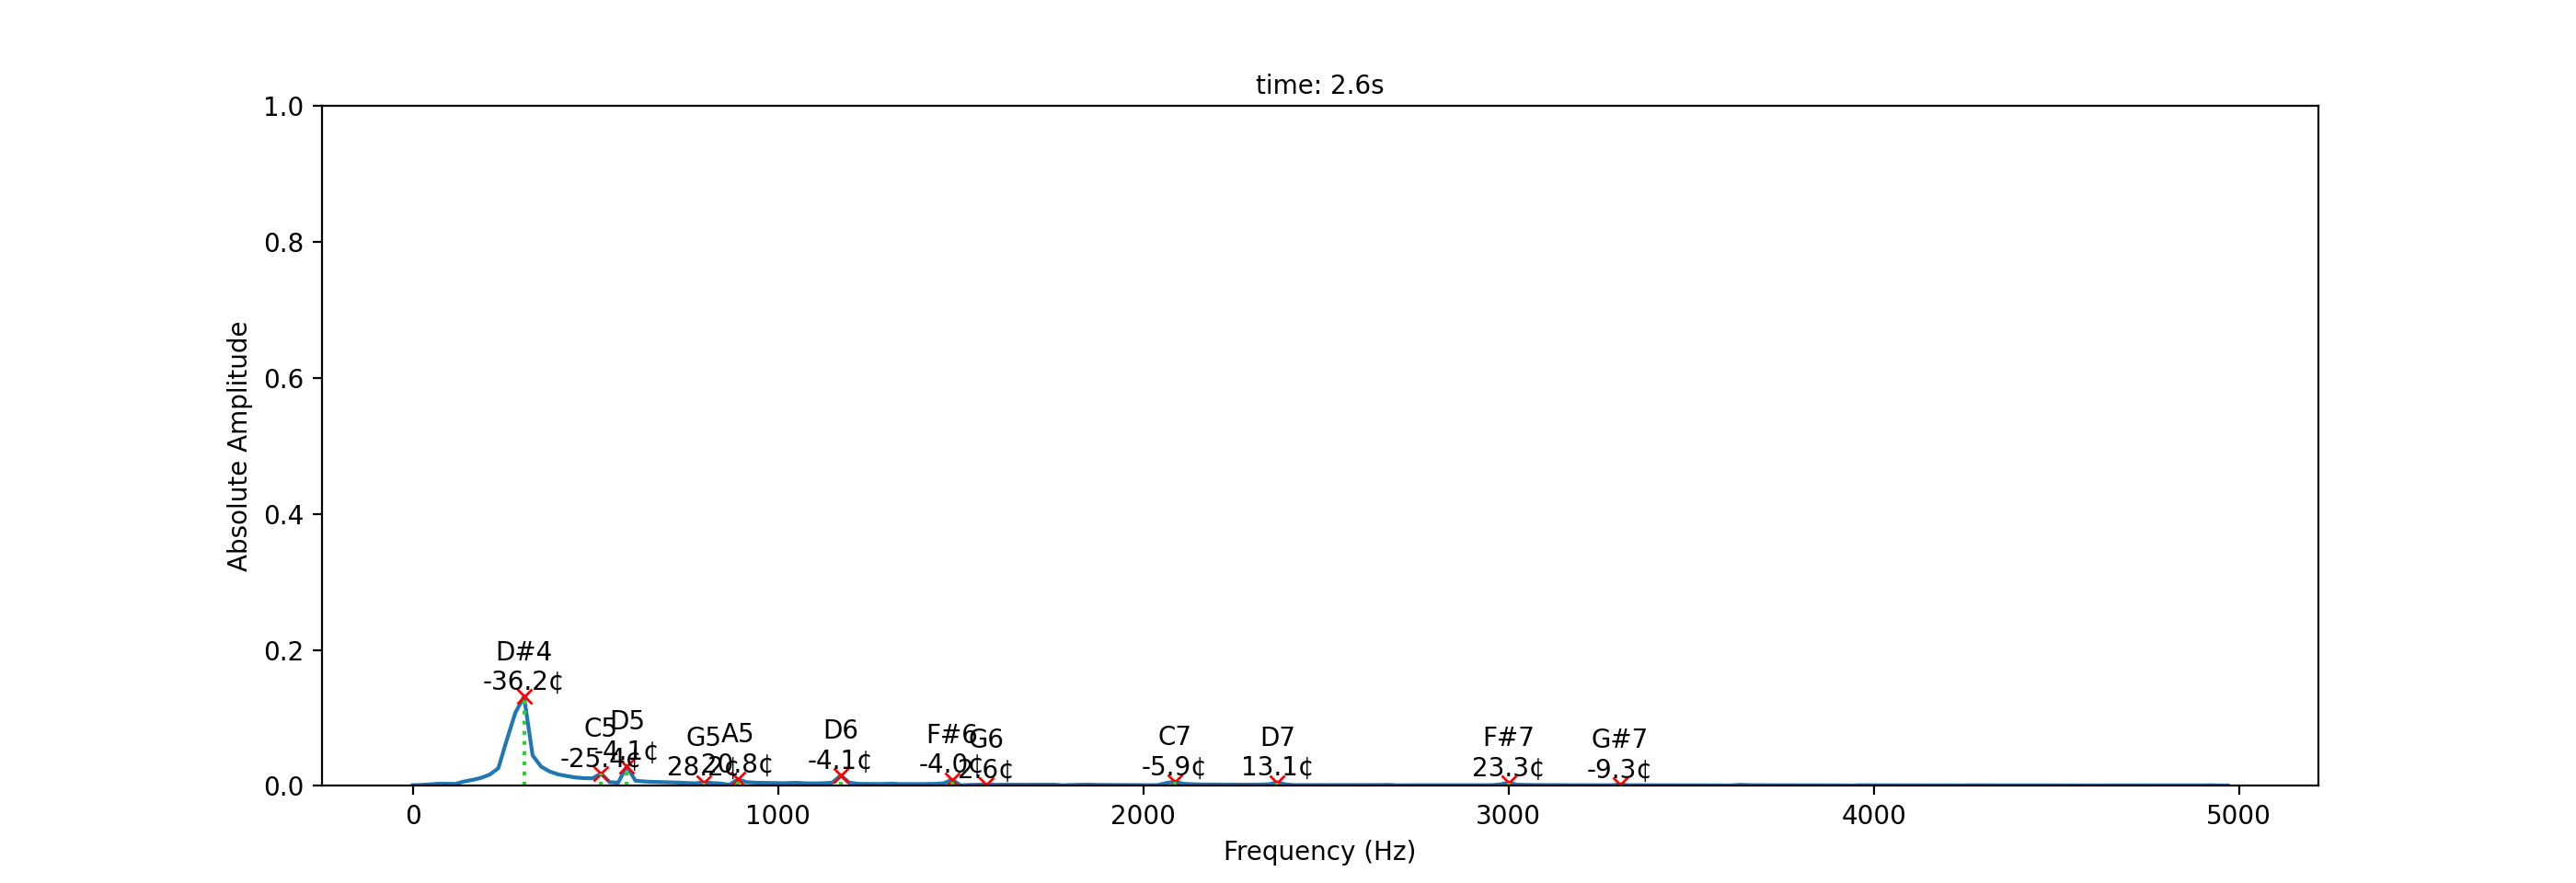 time: 2.6s
1.0
0.8
0.6
0.4
0.2
0.0
Absolute Amplitude
D#4
-36.2¢
C5
-25.4¢
D5
-4.1¢
G5
28.2¢
A5
20.8¢
D6
-4.1¢
F#6
-4.0¢
G6
2.6¢
C7
-5.9¢
D7
13.1¢
F#7
23.3¢
G#7
-9.3¢
0
1000
2000
3000
4000
5000
Frequency (Hz)